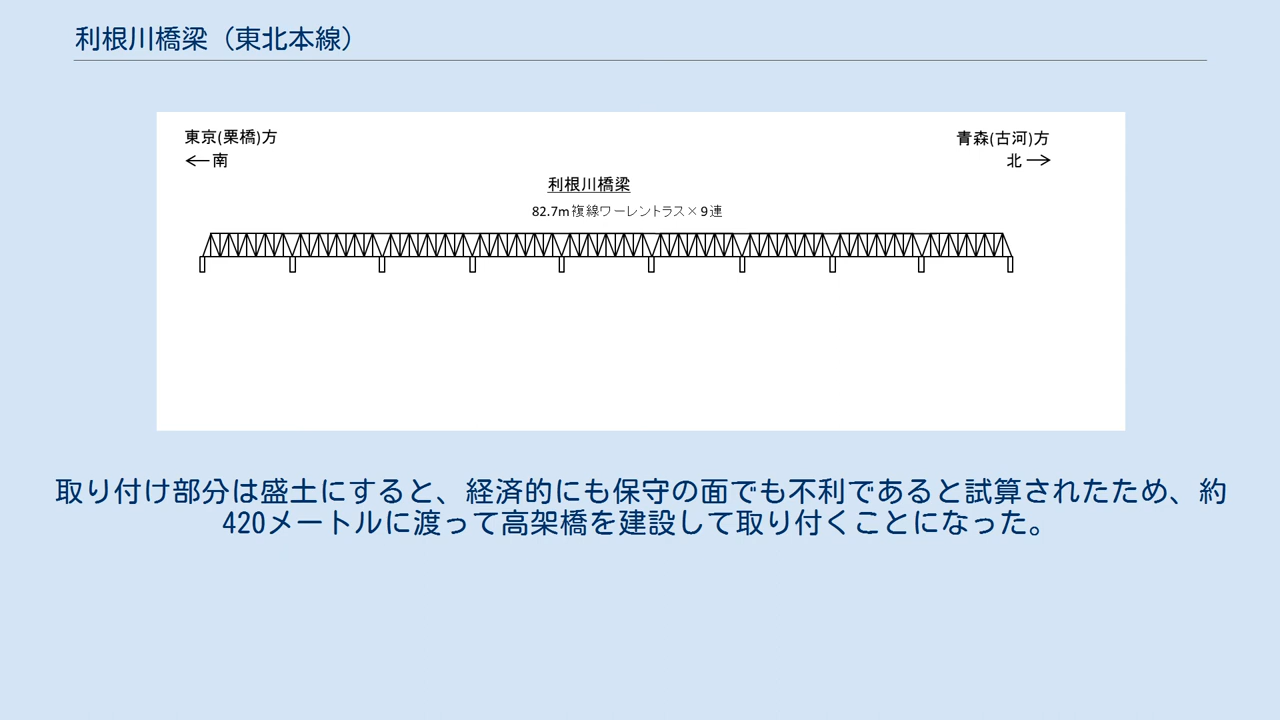 利根川橋梁（東北本線）
東京(栗橋)方
←南
青森(古河)方
北→
利根川橋梁
82.7m複線ワーレントラス×9連
取り付け部分は盛土にすると、経済的にも保守の面でも不利であると試算されたため、約
420メートルに渡って高架橋を建設して取り付くことになった。